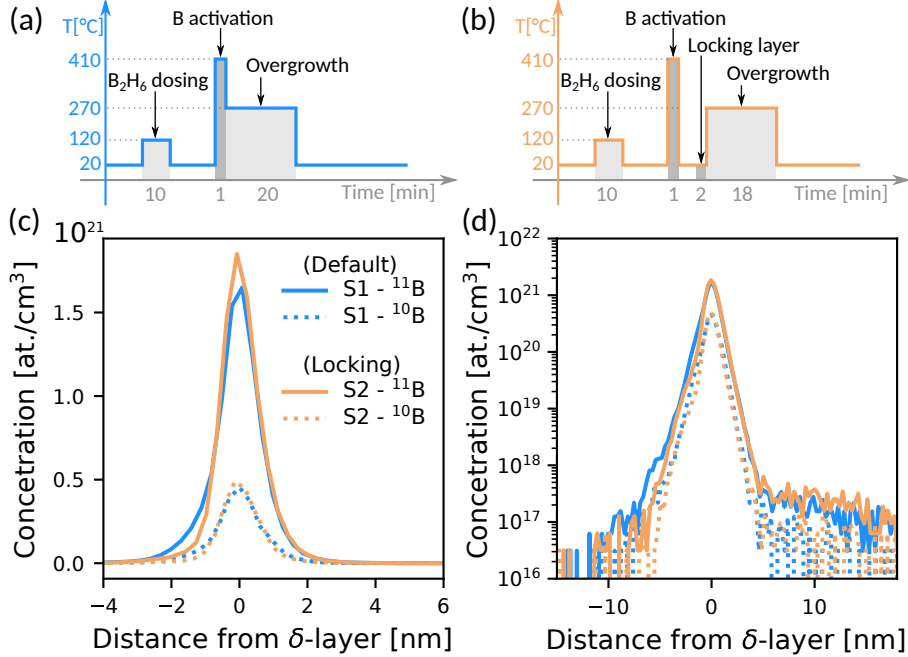 (a)
T[°C]
B activation
410
B₂H₆ dosing
Overgrowth
270
120
20
10
1
20
Time [min]
(b)
T[°C]
B activation
Locking layer
410
B₂H₆ dosing
Overgrowth
270
120
20
10
1
2
18
Time [min]
(c)
10²¹
Concetration [at./cm³]
1.5
1.0
0.5
0.0
(Default)
S1 - ¹¹B
S1 - ¹⁰B
(Locking)
S2 - ¹¹B
S2 - ¹⁰B
−4
−2
0
2
4
6
Distance from δ-layer [nm]
(d)
Concetration [at./cm³]
10²²
10²¹
10²⁰
10¹⁹
10¹⁸
10¹⁷
10¹⁶
−10
0
10
Distance from δ-layer [nm]